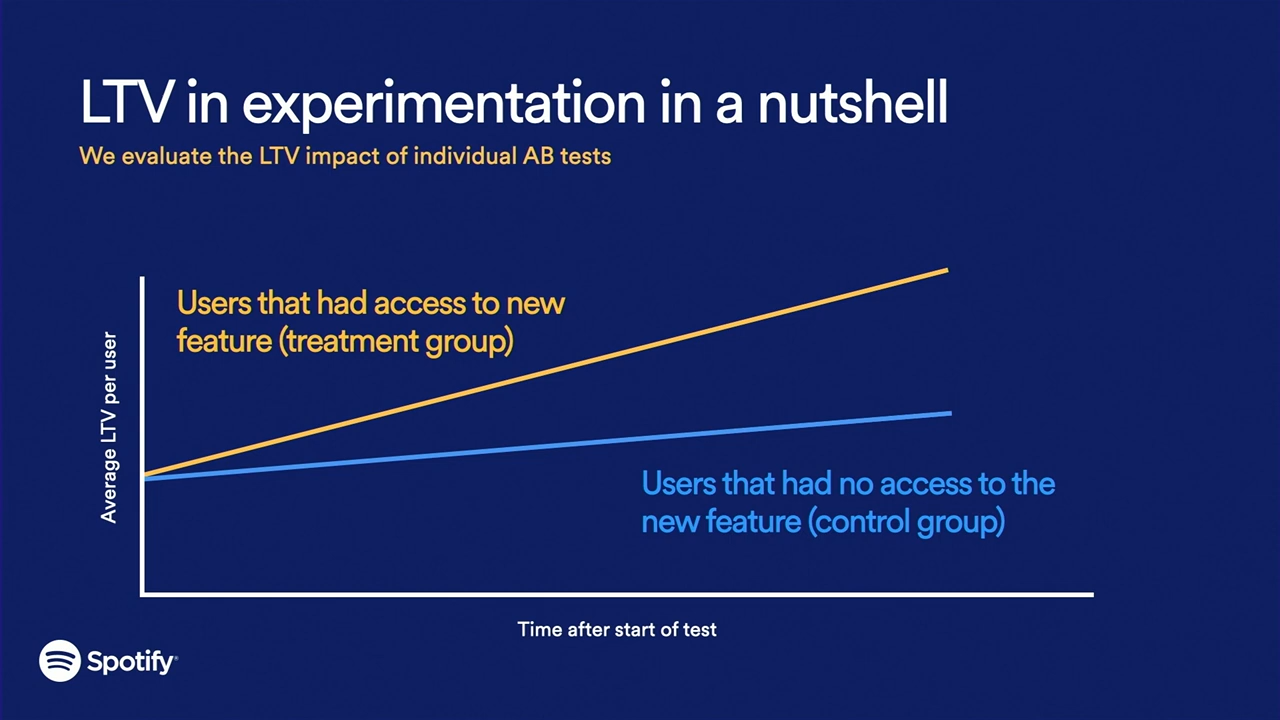 LTV in experimentation in a nutshell
We evaluate the LTV impact of individual AB tests
Users that had access to new
feature (treatment group)
Average LTV per user
Users that had no access to the
new feature (control group)
Time after start of test
Spotify